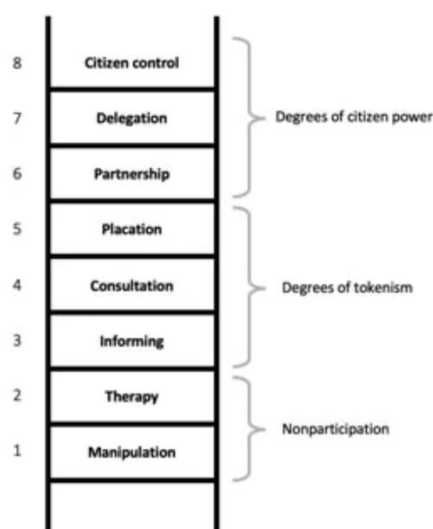 8 Citizen control
7 Delegation
Degrees of citizen power
6 Partnership
5 Placation
4 Consultation
Degrees of tokenism
3 Informing
2 Therapy
Nonparticipation
1 Manipulation